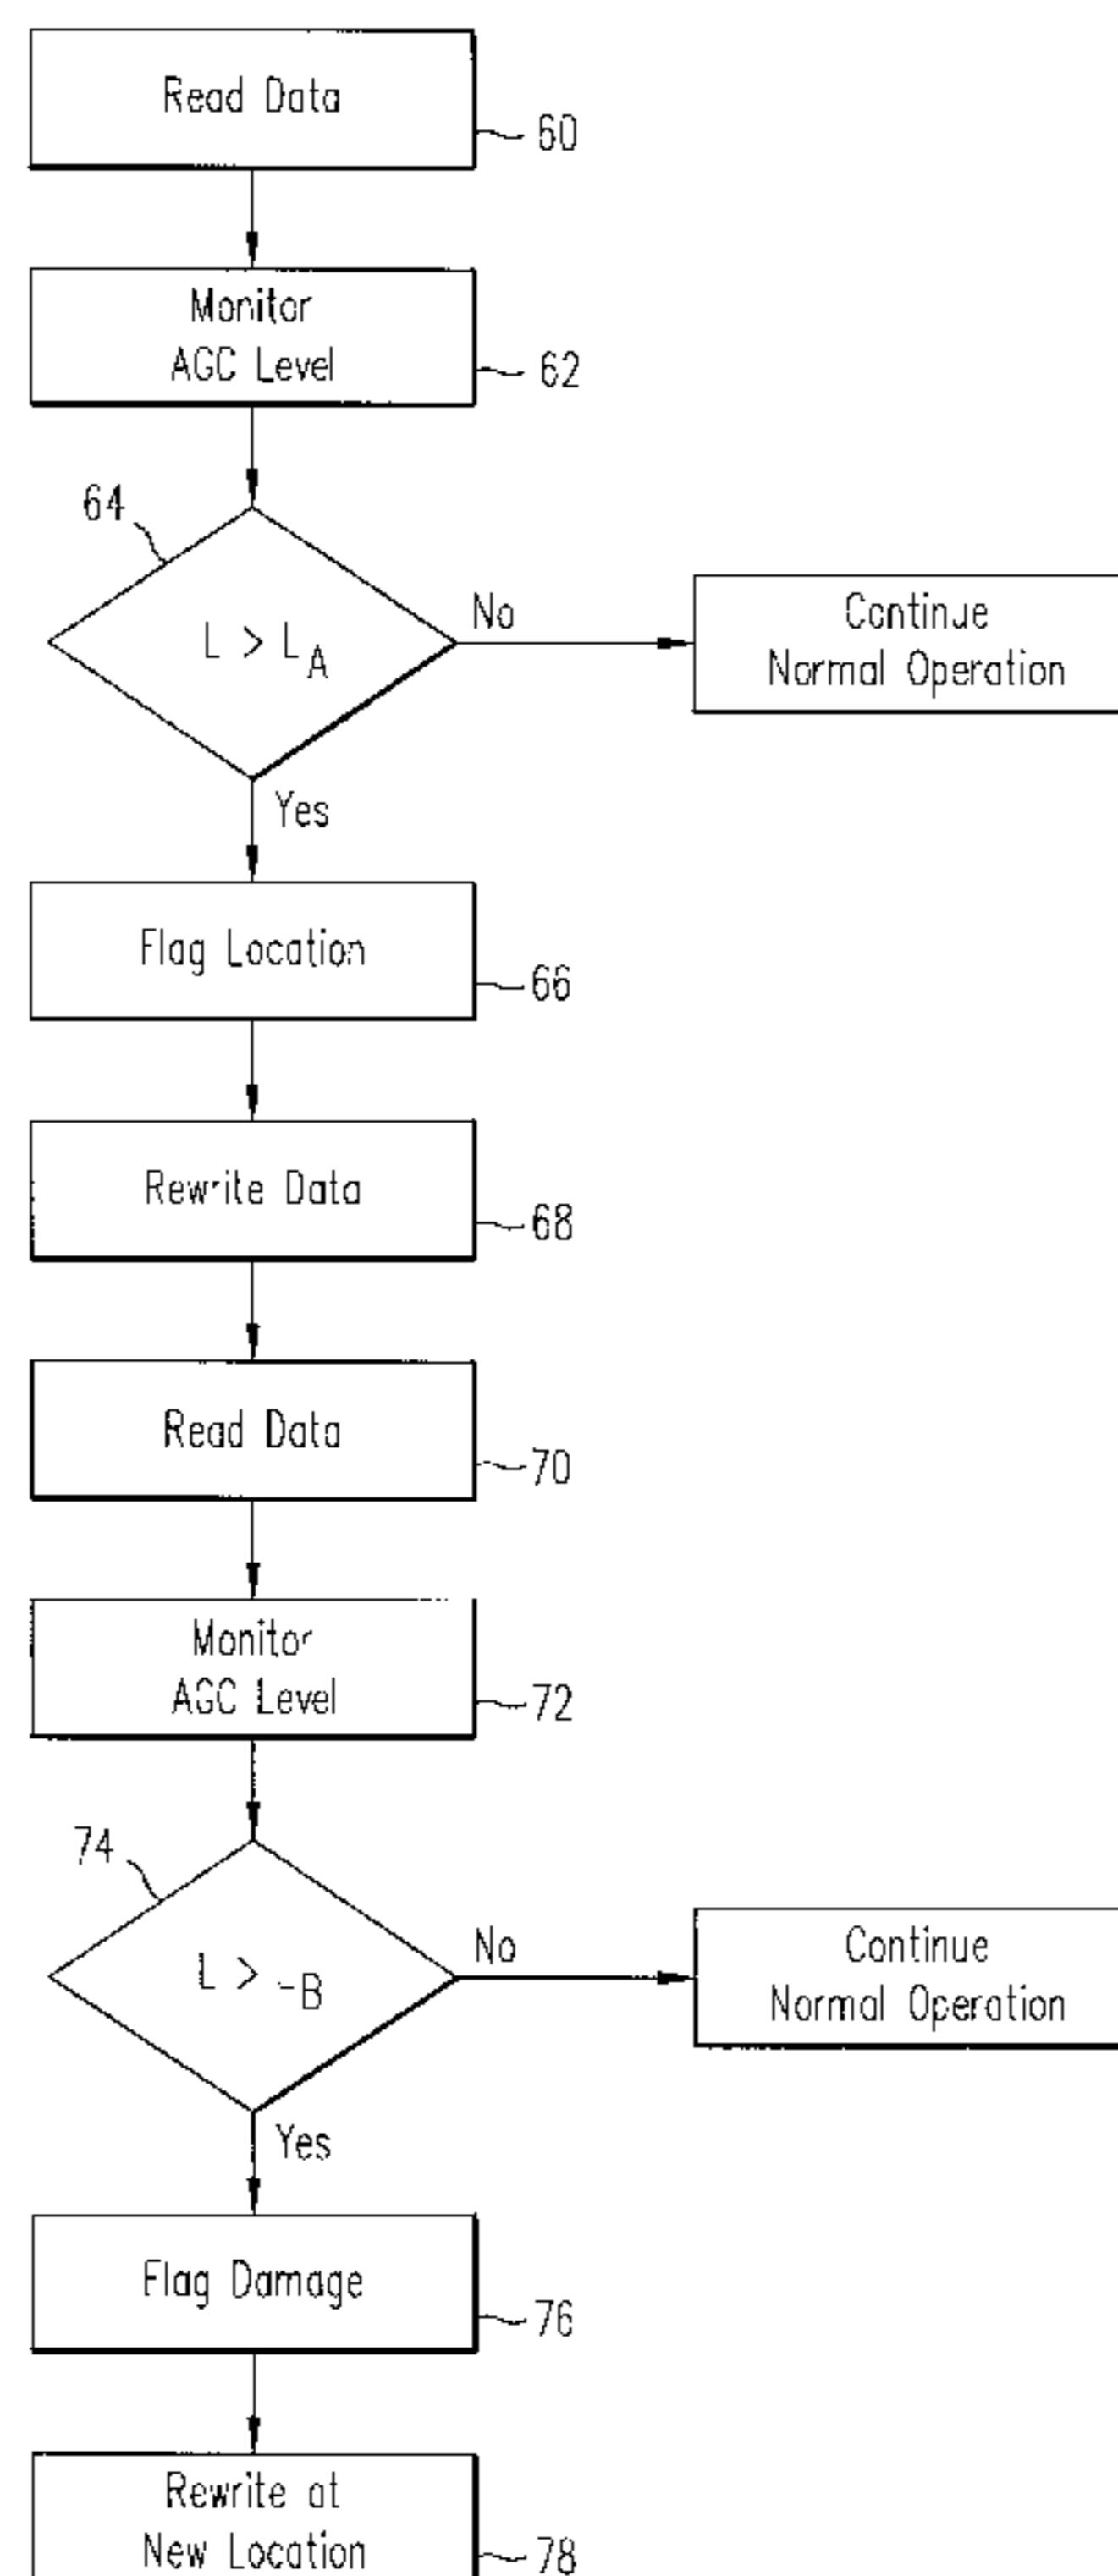 Read Data
60
Monitor
AGC Level
62
64
L > LA
No
Continue
Normal Operation
Yes
Flag Location
66
Rewrite Data
68
Read Data
70
Monitor
AGC Level
72
74
L > -B
No
Continue
Normal Operation
Yes
Flag Damage
76
Rewrite at
New Location
78